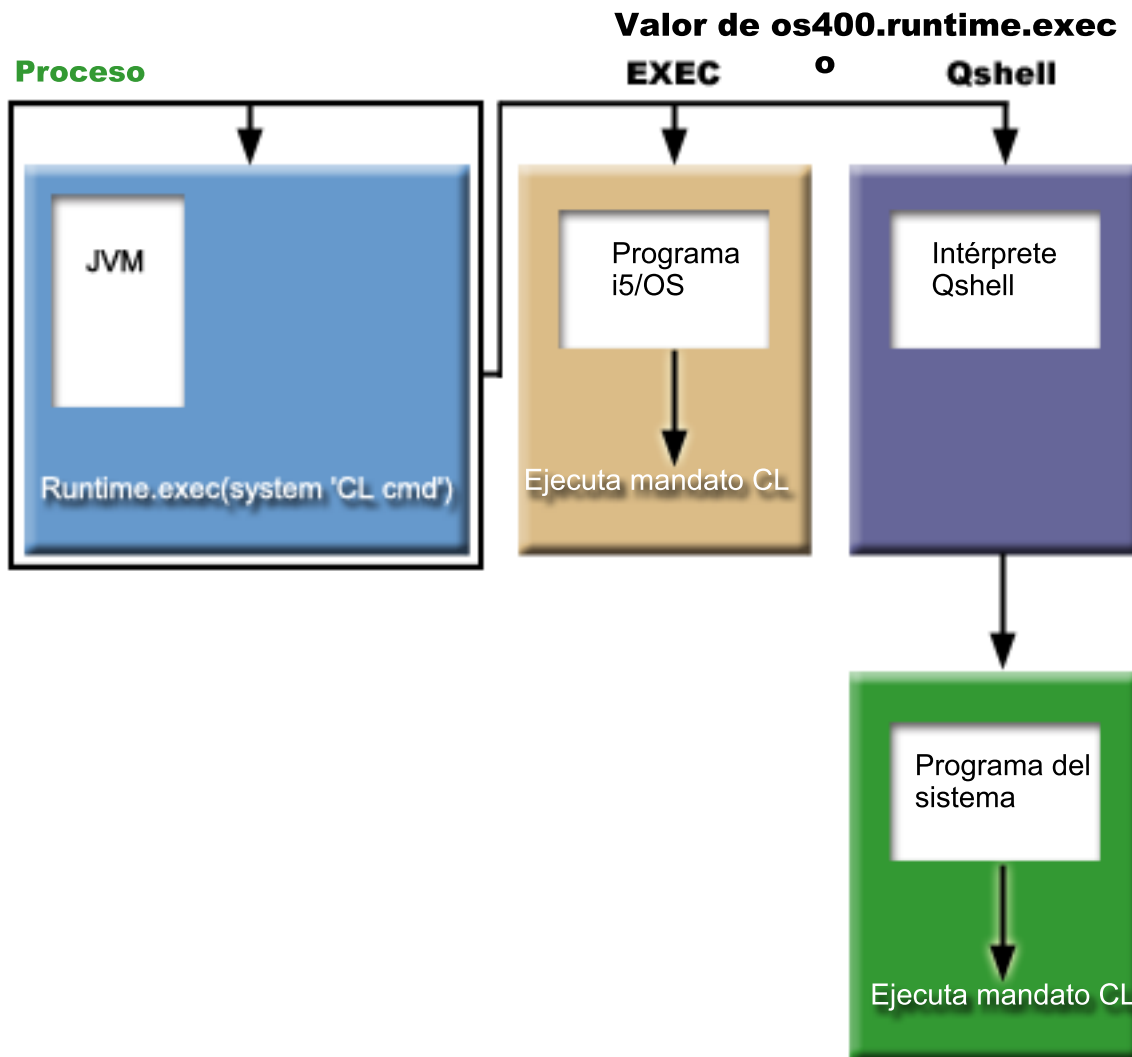 Valor de os400.runtime.exec
Proceso
EXEC
o
Qshell
JVM
Runtime.exec(system 'CL cmd')
Programa
i5/OS
Ejecuta mandato CL
Intérprete
Qshell
Programa del
sistema
Ejecuta mandato CL